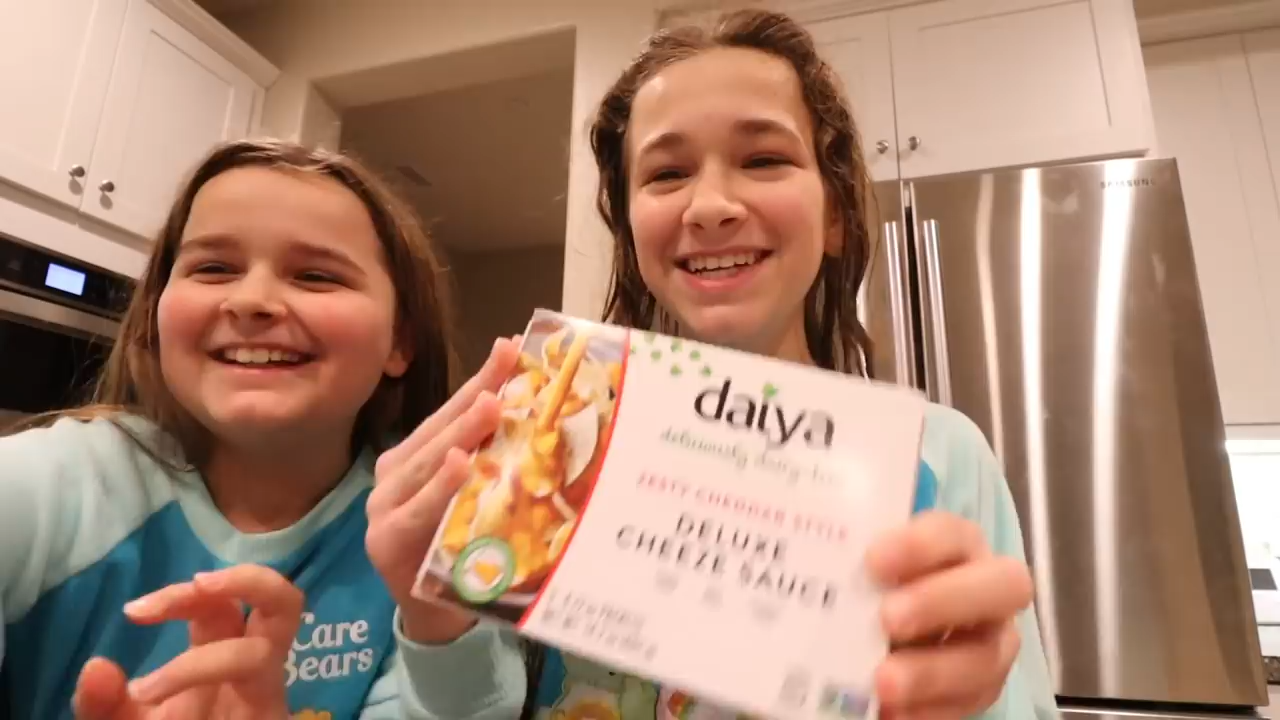 SAMSUNG
daiya
deliciously dairy-free
ZESTY CHEDDAR STYLE
DELUXE
CHEEZE SAUCE
Care
Bears